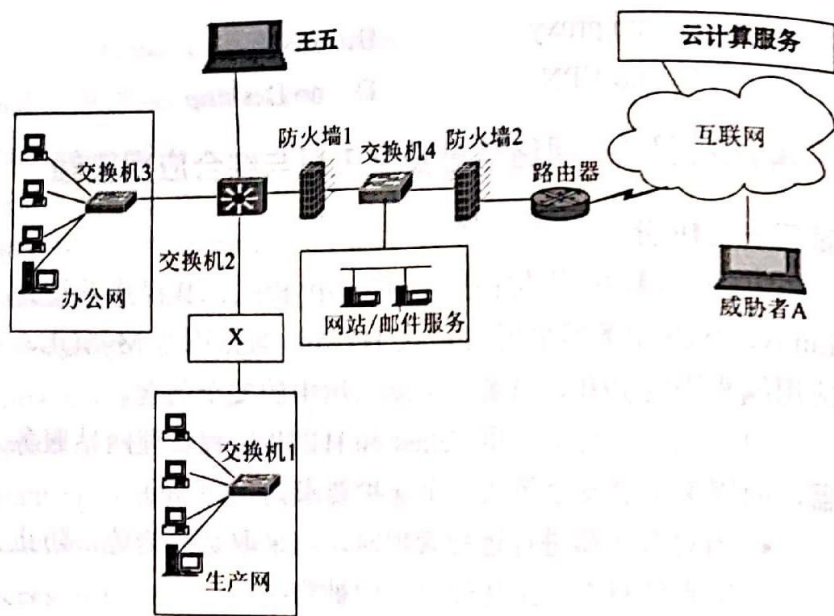 proxy
D.
D.
王五
云计算服务
防火墙1
交换机4
防火墙2
路由器
互联网
交换机3
办公网
交换机2
网站/邮件服务
威胁者A
X
交换机1
生产网